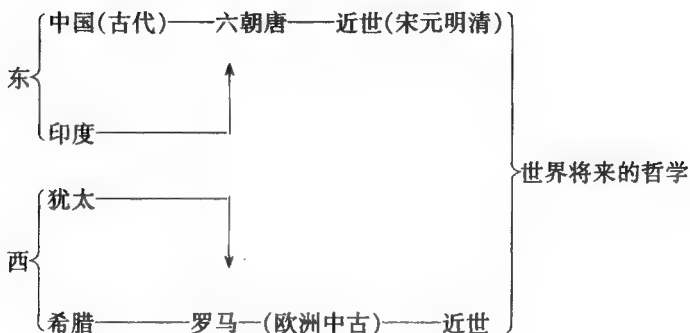 中国(古代) 六朝唐 近世(宋元明清)
东
印度
世界将来的哲学
犹太
西
希腊 罗马 (欧洲中古) 近世